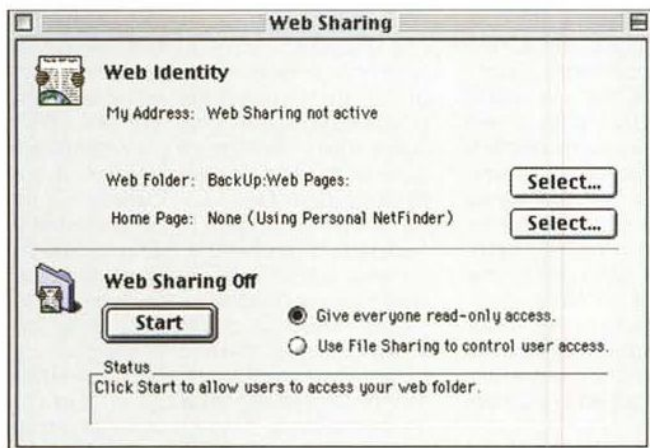 Web Sharing
Web Identity
My Address: Web Sharing not active
Web Folder: BackUp:Web Pages:
Select...
Home Page: None (Using Personal NetFinder)
Select...
Web Sharing Off
Start
Give everyone read-only access.
Use File Sharing to control user access.
Status
Click Start to allow users to access your web folder.